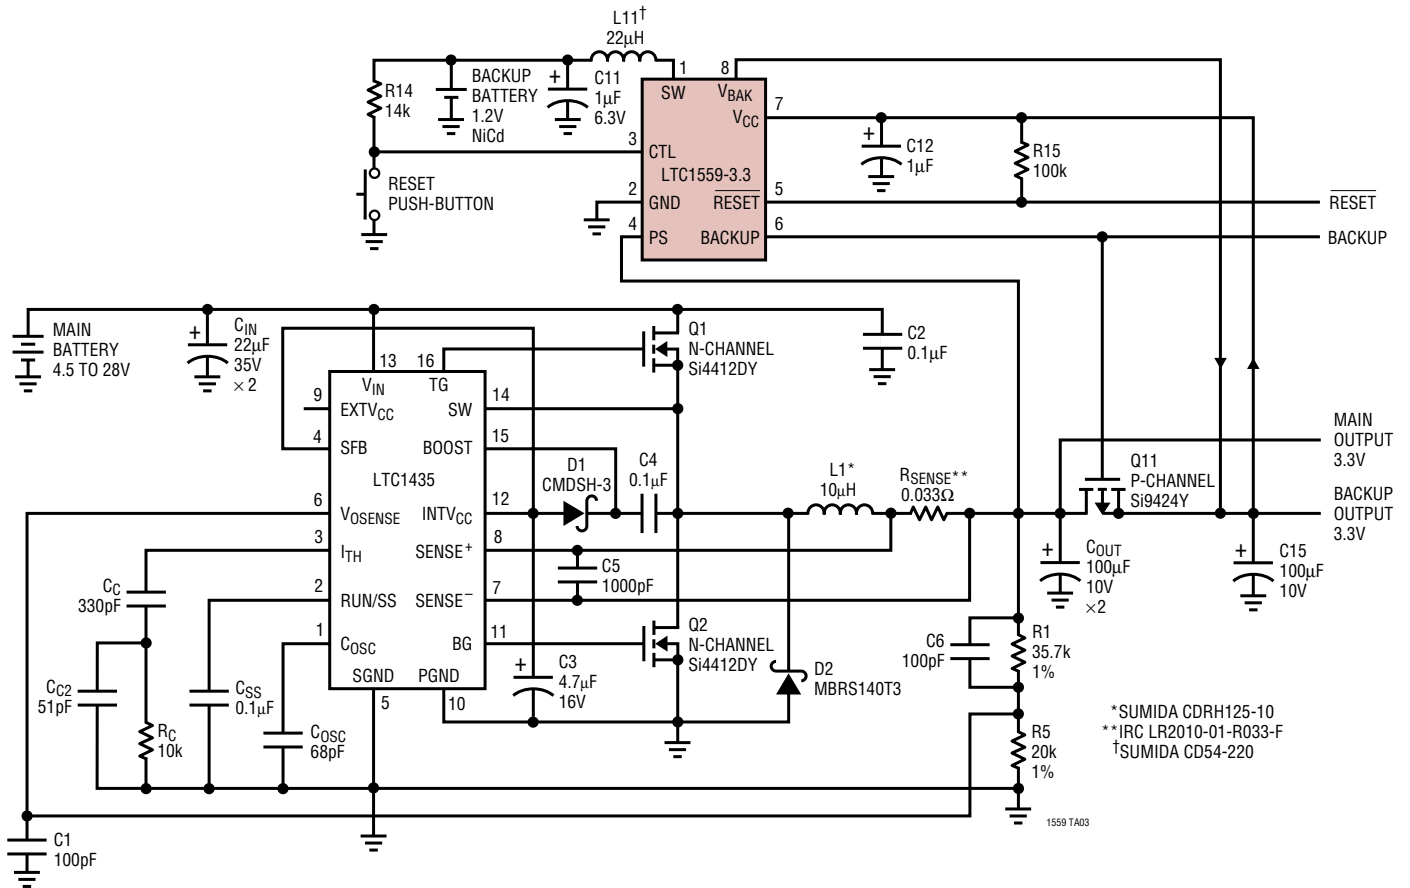 L11†
22µH
BACKUP
BATTERY
1.2V
NiCd
+
C11
1µF
6.3V
R14
14k
RESET
PUSH-BUTTON
1
8
SW
VBAK
VCC
7
3
CTL
LTC1559-3.3
2
GND
RESET
5
4
PS
BACKUP
6
+
C12
1µF
R15
100k
RESET
BACKUP
MAIN
BATTERY
4.5 TO 28V
+
CIN
22µF
35V
× 2
Q1
N-CHANNEL
Si4412DY
C2
0.1µF
13
16
VIN
TG
9
EXTVCC
SW
14
4
SFB
BOOST
15
LTC1435
6
VOSENSE
INTVCC
12
3
ITH
SENSE+
8
2
RUN/SS
SENSE–
7
1
COSC
BG
11
SGND
PGND
5
10
D1
CMDSH-3
C4
0.1µF
L1*
10µH
RSENSE**
0.033Ω
MAIN
OUTPUT
3.3V
Q11
P-CHANNEL
Si9424Y
BACKUP
OUTPUT
3.3V
C5
1000pF
+
COUT
100µF
10V
×2
+
C15
100µF
10V
CC
330pF
CC2
51pF
RC
10k
CSS
0.1µF
COSC
68pF
+
C3
4.7µF
16V
Q2
N-CHANNEL
Si4412DY
D2
MBRS140T3
C6
100pF
R1
35.7k
1%
R5
20k
1%
*SUMIDA CDRH125-10
**IRC LR2010-01-R033-F
†SUMIDA CD54-220
1559 TA03
C1
100pF